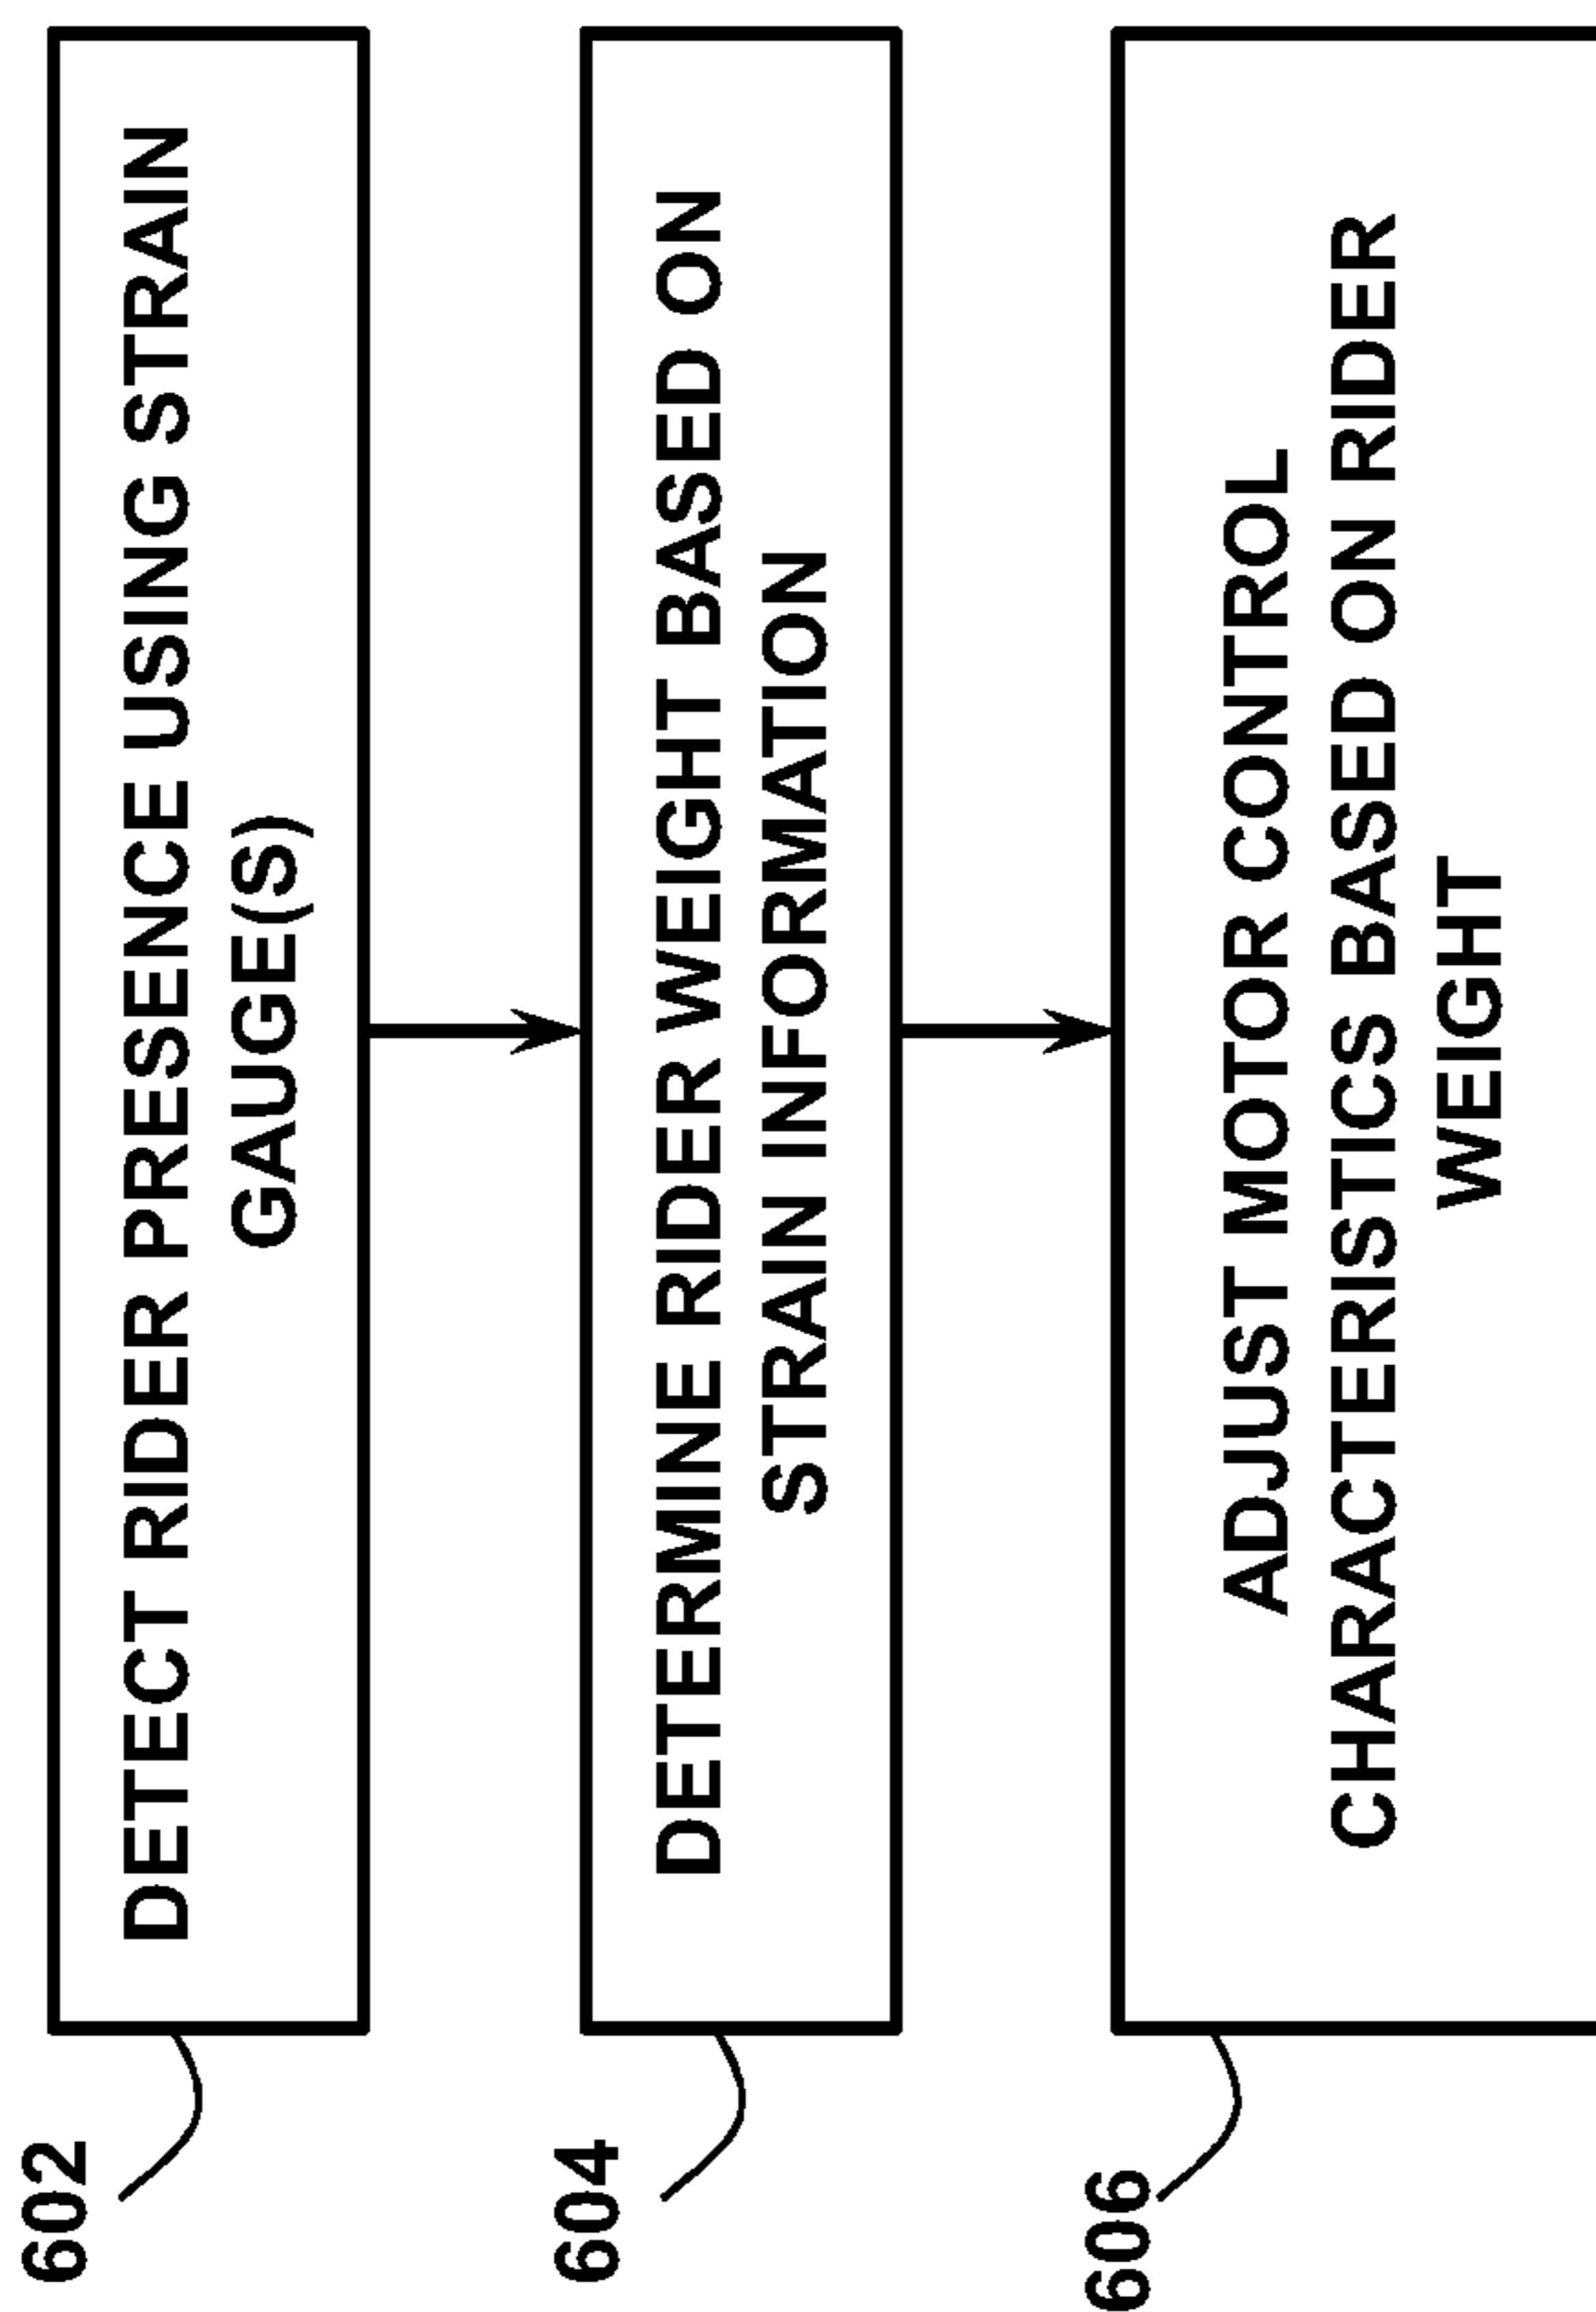 602
DETECT RIDER PRESENCE USING STRAIN
GAUGE(S)
604
DETERMINE RIDER WEIGHT BASED ON
STRAIN INFORMATION
606
ADJUST MOTOR CONTROL
CHARACTERISTICS BASED ON RIDER
WEIGHT